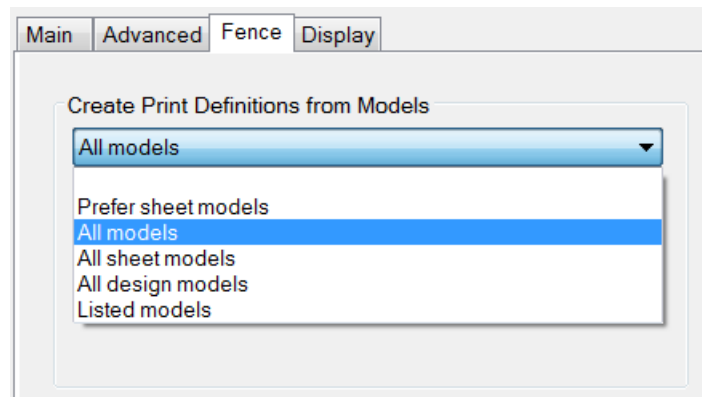 Main Advanced Fence Display
Create Print Definitions from Models
All models
Prefer sheet models
All models
All sheet models
All design models
Listed models